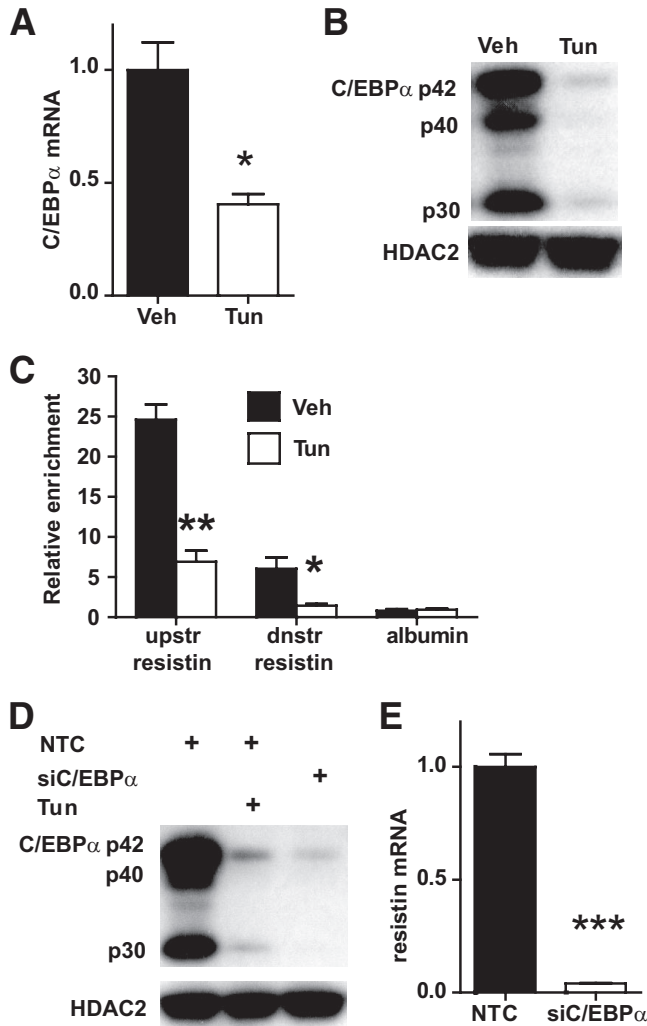 A
C/EBPα mRNA
1.0
0.5
0.0
*
Veh
Tun
B
Veh Tun
C/EBPα p42
p40
p30
HDAC2
C
Relative enrichment
30
25
20
15
10
5
0
Veh
Tun
**
*
upstr dnstr albumin
resistin resistin
D
NTC + +
siC/EBPα +
Tun +
C/EBPα p42
p40
p30
HDAC2
E
resistin mRNA
1.0
0.5
0.0
***
NTC siC/EBPα